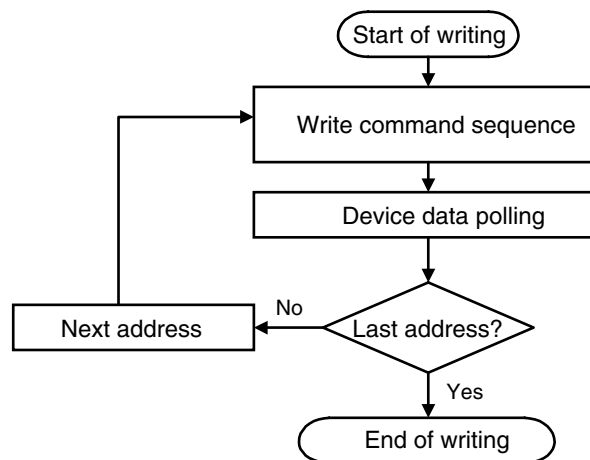 Start of writing
Write command sequence
Device data polling
Last address?
No
Next address
Yes
End of writing